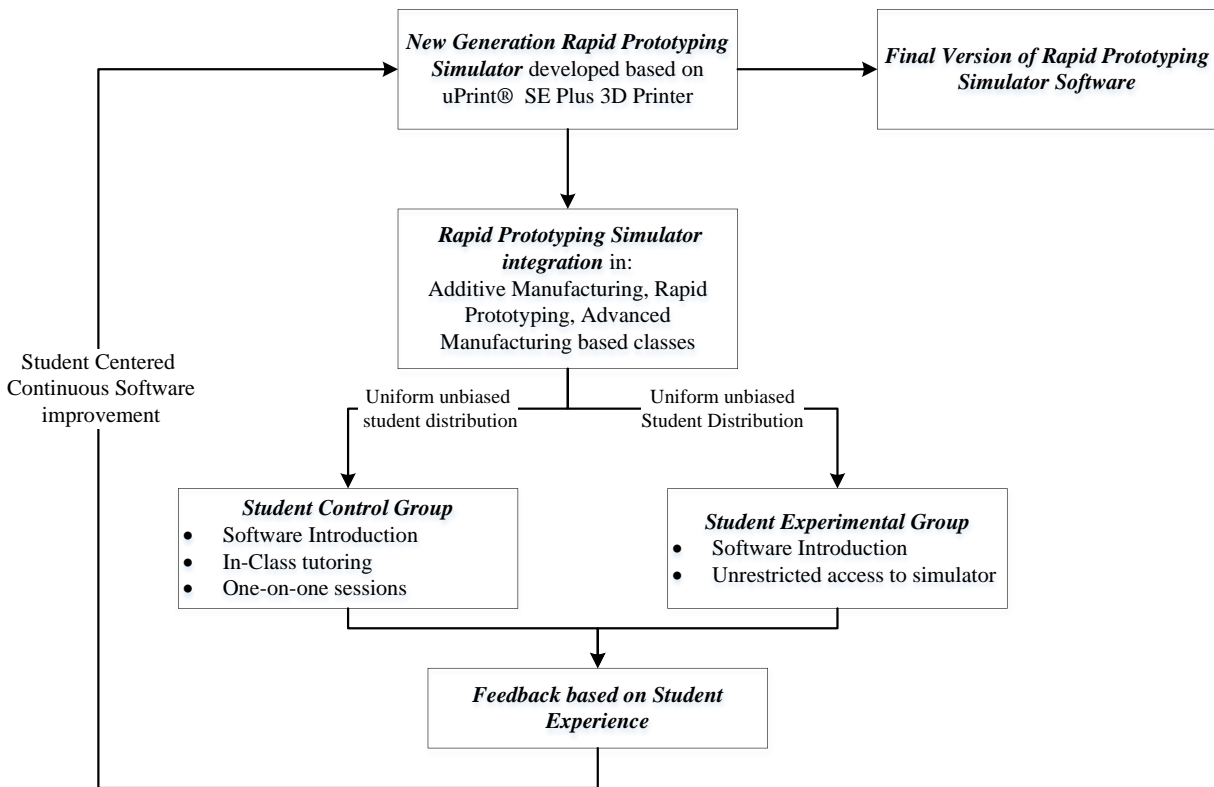 New Generation Rapid Prototyping
Simulator developed based on
uPrint® SE Plus 3D Printer
Final Version of Rapid Prototyping
Simulator Software
Rapid Prototyping Simulator
integration in:
Additive Manufacturing, Rapid
Prototyping, Advanced
Manufacturing based classes
Student Centered
Continuous Software
improvement
Uniform unbiased
student distribution
Uniform unbiased
Student Distribution
Student Control Group
• Software Introduction
• In-Class tutoring
• One-on-one sessions
Student Experimental Group
• Software Introduction
• Unrestricted access to simulator
Feedback based on Student
Experience